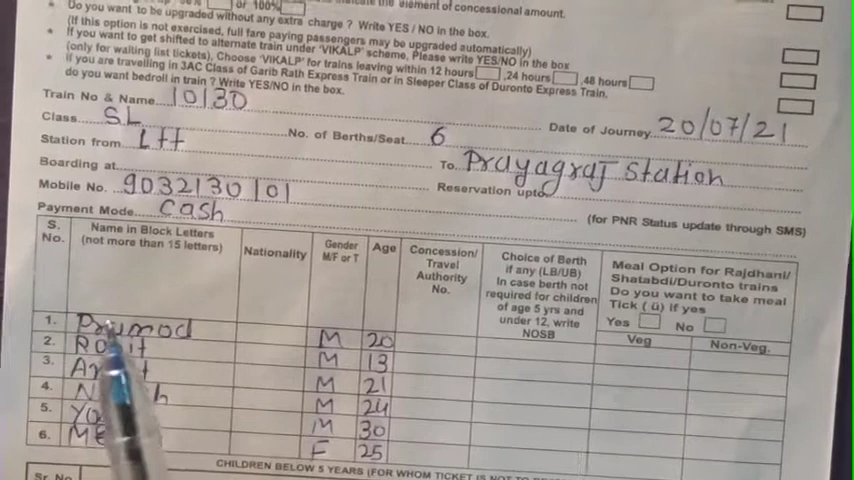 or 100%
the element of concessional amount.
* Do you want to be upgraded without any extra charge ? Write YES / NO in the box.
(If this option is not exercised, full fare paying passengers may be upgraded automatically)
* If you want to get shifted to alternate train under 'VIKALP' scheme, Please write YES/NO in the box
(only for waiting list tickets), Choose 'VIKALP' for trains leaving within 12 hours , 24 hours , 48 hours
* If you are travelling in 3AC Class of Garib Rath Express Train or in Sleeper Class of Duronto Express Train,
do you want bedroll in train ? Write YES/NO in the box.
Train No & Name 10130
Date of Journey 20/07/21
Class SL No. of Berths/Seat 6
Station from Ltt To Prayagraj Station
Boarding at Reservation upto
Mobile No. 9032130101
(for PNR Status update through SMS)
Payment Mode Cash
S. No. Name in Block Letters (not more than 15 letters) Nationality Gender M/F or T Age Concession/ Travel Authority No. Choice of Berth if any (LB/UB) In case berth not required for children of age 5 yrs and under 12, write NOSB Meal Option for Rajdhani/ Shatabdi/Duronto trains Do you want to take meal Tick ( ü) if yes
Yes No
Veg Non-Veg.
1. Pramod M 20
2. M 13
3. M 21
4. M 24
5. M 30
6. F 25
CHILDREN BELOW 5 YEARS (FOR WHOM TICKET IS NOT TO
Sr. No